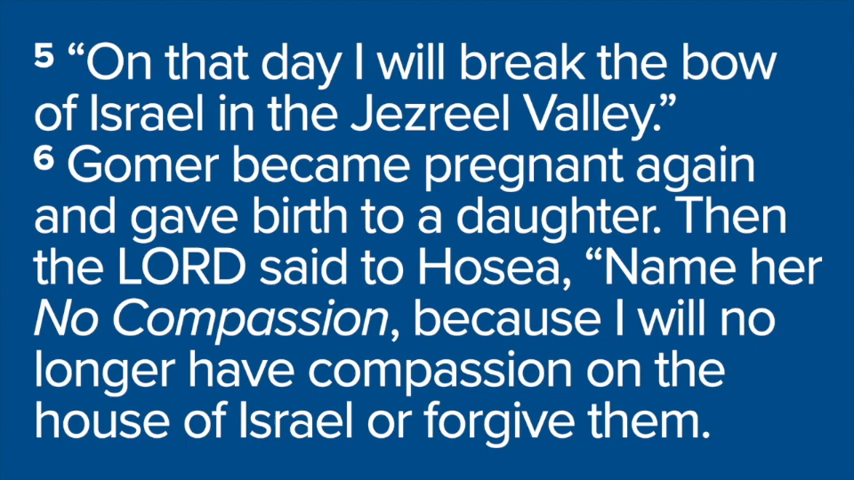 5 “On that day I will break the bow
of Israel in the Jezreel Valley.”
6 Gomer became pregnant again
and gave birth to a daughter. Then
the LORD said to Hosea, “Name her
No Compassion, because I will no
longer have compassion on the
house of Israel or forgive them.